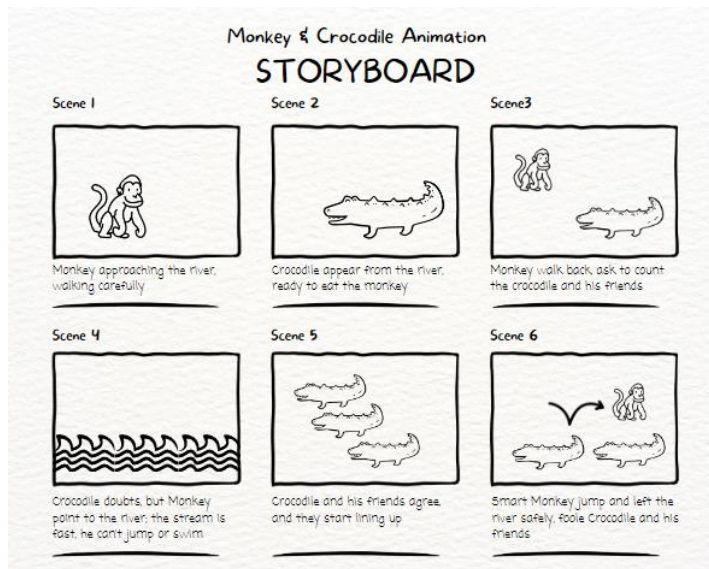 Monkey & Crocodile Animation
STORYBOARD
Scene 1
Scene 2
Scene3
Monkey approaching the river,
walking carefully
Crocodile appear from the river,
ready to eat the monkey
Monkey walk back, ask to count
the crocodile and his friends
Scene 4
Scene 5
Scene 6
Crocodile doubts, but Monkey
point to the river; the stream is
fast, he can't jump or swim
Crocodile and his friends agree,
and they start lining up
Smart Monkey jump and left the
river safely, foole Crocodile and his
friends